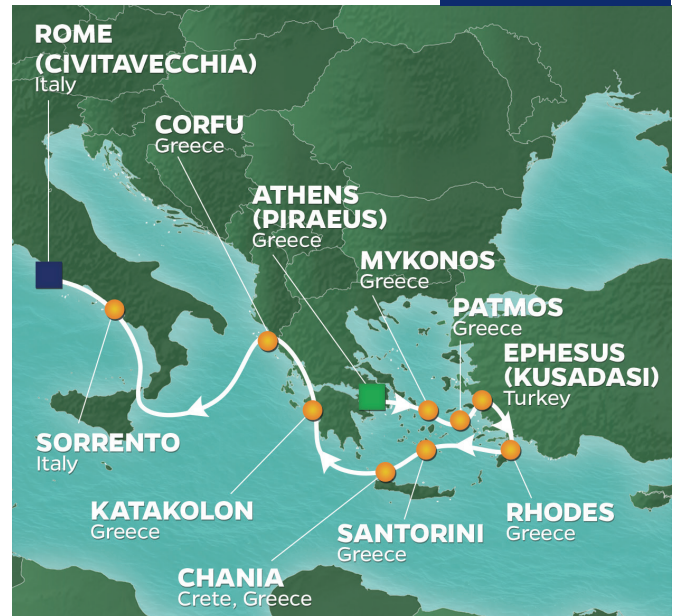 ROME
(CIVITAVECCHIA)
Italy
CORFU
Greece
ATHENS
(PIRAEUS)
Greece
MYKONOS
Greece
PATMOS
Greece
EPHESUS
(KUSADASI)
Turkey
SORRENTO
Italy
KATAKOLON
Greece
SANTORINI
Greece
RHODES
Greece
CHANIA
Crete, Greece